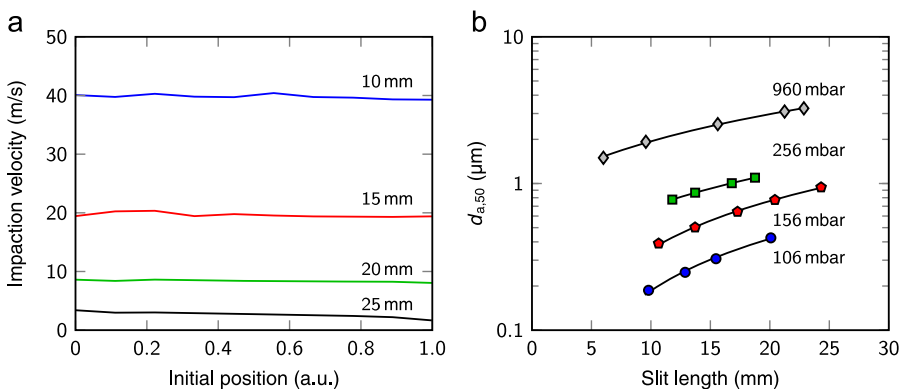 a
50
40
30
20
10
0
Impaction velocity (m/s)
10 mm
15 mm
20 mm
25 mm
0
0.2
0.4
0.6
0.8
1.0
Initial position (a.u.)
b
10
1
0.1
d a,50 (μm)
960 mbar
256 mbar
156 mbar
106 mbar
0
5
10
15
20
25
30
Slit length (mm)